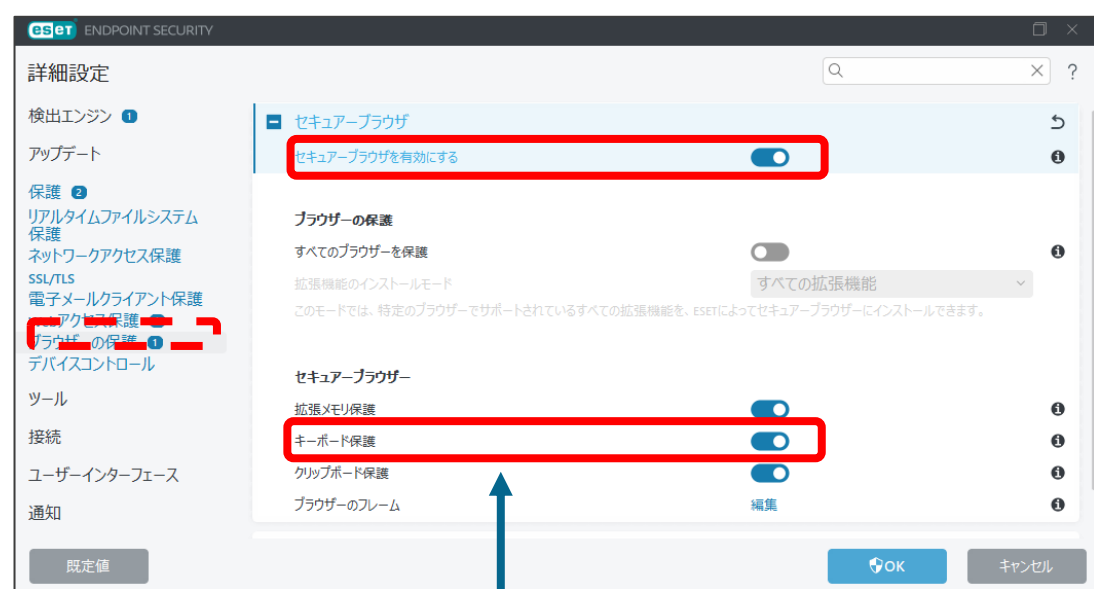 eset ENDPOINT SECURITY
詳細設定
?
検出エンジン 1
アップデート
保護 2
リアルタイムファイルシステム
保護
ネットワークアクセス保護
SSL/TLS
電子メールクライアント保護
アクセス保護
ブラウザーの保護 1
デバイスコントロール
ツール
接続
ユーザーインターフェース
通知
セキュアーブラウザ
セキュアーブラウザを有効にする
ブラウザーの保護
すべてのブラウザーを保護
拡張機能のインストールモード すべての拡張機能
このモードでは、特定のブラウザーでサポートされているすべての拡張機能を、ESETによってセキュアーブラウザーにインストールできます。
セキュアーブラウザー
拡張メモリ保護
キーボード保護
クリップボード保護
ブラウザーのフレーム 編集
既定値
OK
キャンセル